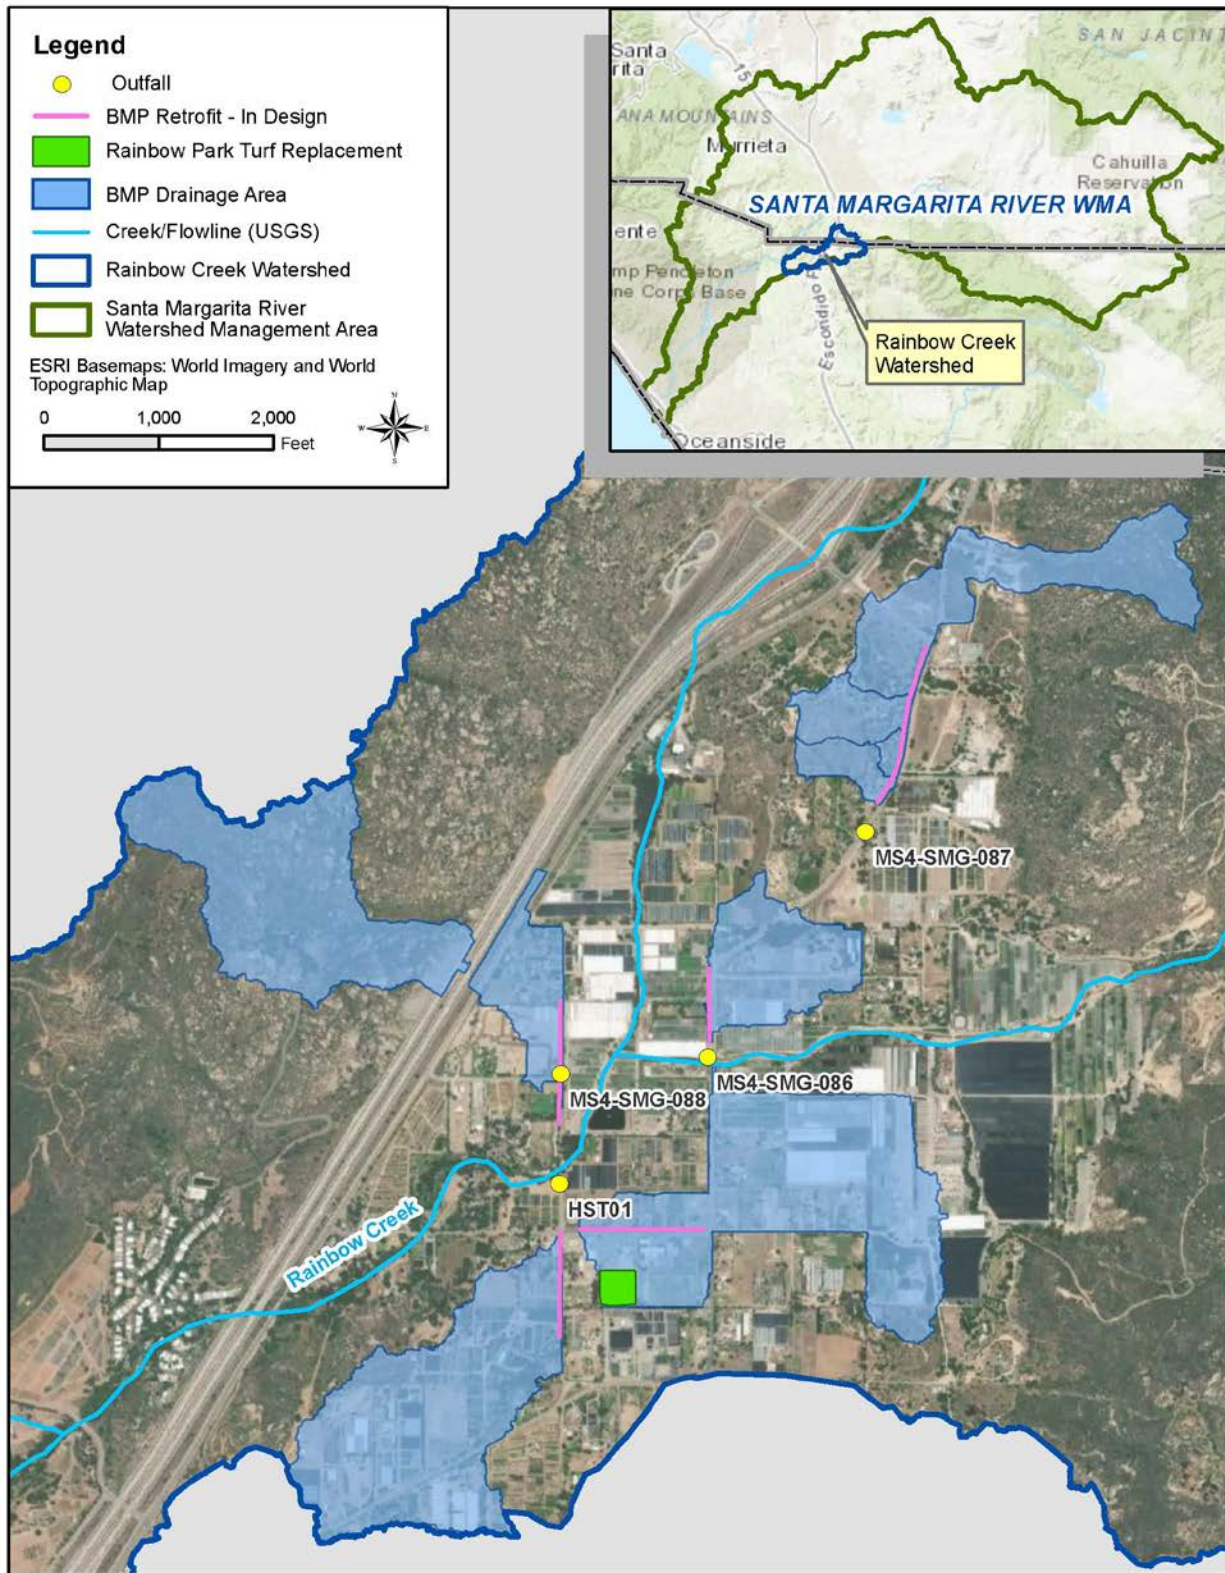 Legend
Outfall
BMP Retrofit - In Design
Rainbow Park Turf Replacement
BMP Drainage Area
Creek/Flowline (USGS)
Rainbow Creek Watershed
Santa Margarita River
Watershed Management Area
ESRI Basemaps: World Imagery and World
Topographic Map
0 1,000 2,000
Feet
N
W E
S
Santa
rita
15
SAN JACINT
ANA MOUNTAINS
Murrieta
Cahuilla
Reservation
SANTA MARGARITA RIVER WMA
ente
mp Pendleton
ne Corps Base
Escondido F
Rainbow Creek
Watershed
Oceanside
MS4-SMG-087
MS4-SMG-086
MS4-SMG-088
HST01
Rainbow Creek